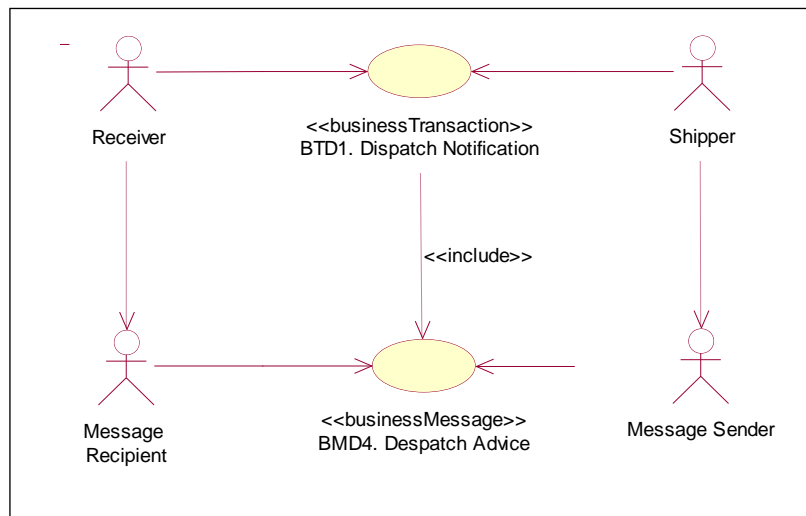 Receiver
<<businessTransaction>>
BTD1. Dispatch Notification
Shipper
<<include>>
Message
Recipient
<<businessMessage>>
BMD4. Despatch Advice
Message Sender